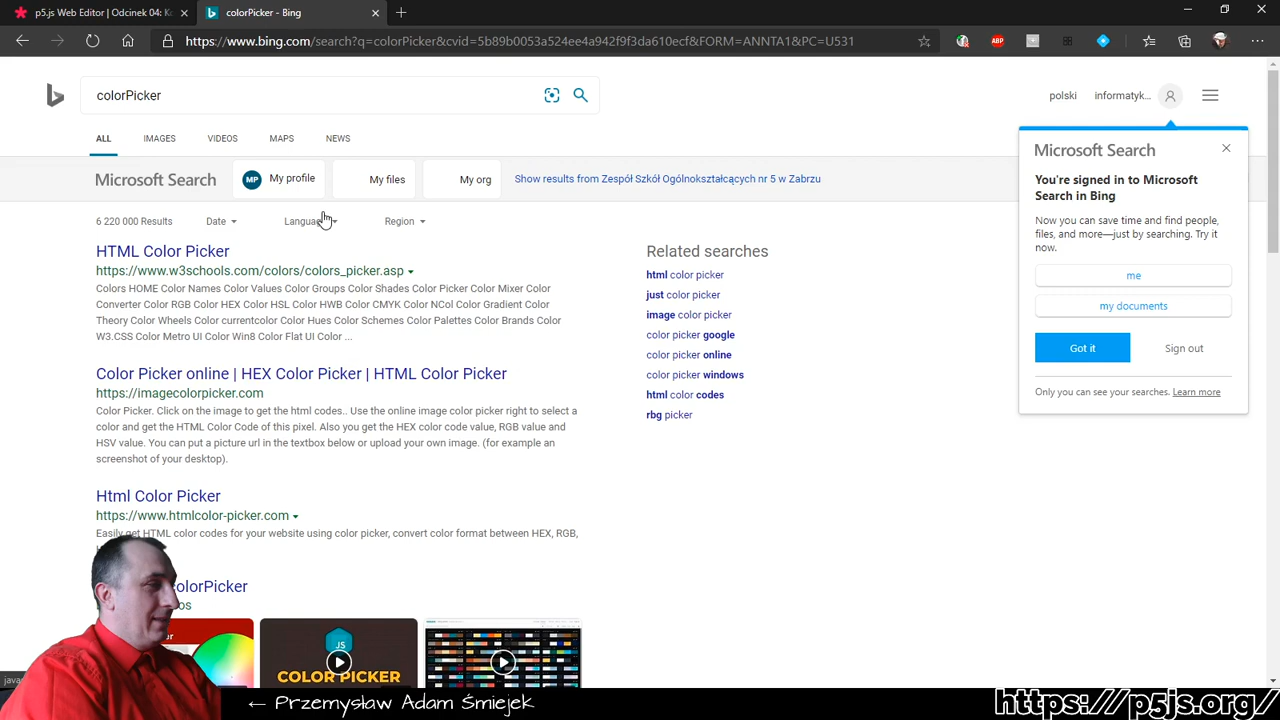 p5.js Web Editor | Odcinek 04: Ko
colorPicker - Bing
https://www.bing.com/search?q=colorPicker&cvid=5b89b0053a524ee4a942f9f3da610ecf&FORM=ANNTA1&PC=U531
ABP
colorPicker
polski
informatyk...
ALL
IMAGES
VIDEOS
MAPS
NEWS
Microsoft Search
MP
My profile
My files
My org
Show results from Zespół Szkół Ogólnokształcących nr 5 w Zabrzu
6 220 000 Results
Date
Language
Region
HTML Color Picker
https://www.w3schools.com/colors/colors_picker.asp
Colors HOME Color Names Color Values Color Groups Color Shades Color Picker Color Mixer Color
Converter Color RGB Color HEX Color HSL Color HWB Color CMYK Color NCol Color Gradient Color
Theory Color Wheels Color currentcolor Color Hues Color Schemes Color Palettes Color Brands Color
W3.CSS Color Metro UI Color Win8 Color Flat UI Color ...
Color Picker online | HEX Color Picker | HTML Color Picker
https://imagecolorpicker.com
Color Picker. Click on the image to get the html codes.. Use the online image color picker right to select a
color and get the HTML Color Code of this pixel. Also you get the HEX color code value, RGB value and
HSV value. You can put a picture url in the textbox below or upload your own image. (for example an
screenshot of your desktop).
Html Color Picker
https://www.htmlcolor-picker.com
Easily get HTML color codes for your website using color picker, convert color format between HEX, RGB,
olorPicker
os
JS
COLOR PICKER
Related searches
html color picker
just color picker
image color picker
color picker google
color picker online
color picker windows
html color codes
rbg picker
Microsoft Search
You're signed in to Microsoft
Search in Bing
Now you can save time and find people,
files, and more—just by searching. Try it
now.
me
my documents
Got it
Sign out
Only you can see your searches. Learn more
← Przemysław Adam Śmiejek
https://p5js.org/